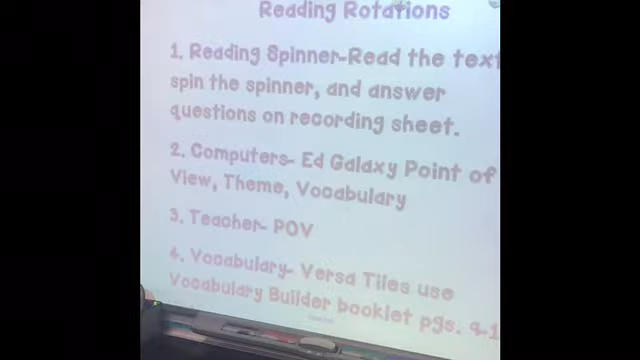 Reading Rotations
1. Reading Spinner-Read the text
spin the spinner, and answer
questions on recording sheet.
2. Computers- Ed Galaxy Point of
View, Theme, Vocabulary
3. Teacher- POV
4. Vocabulary- Versa Tiles use
Vocabulary Builder booklet pgs. 9-1